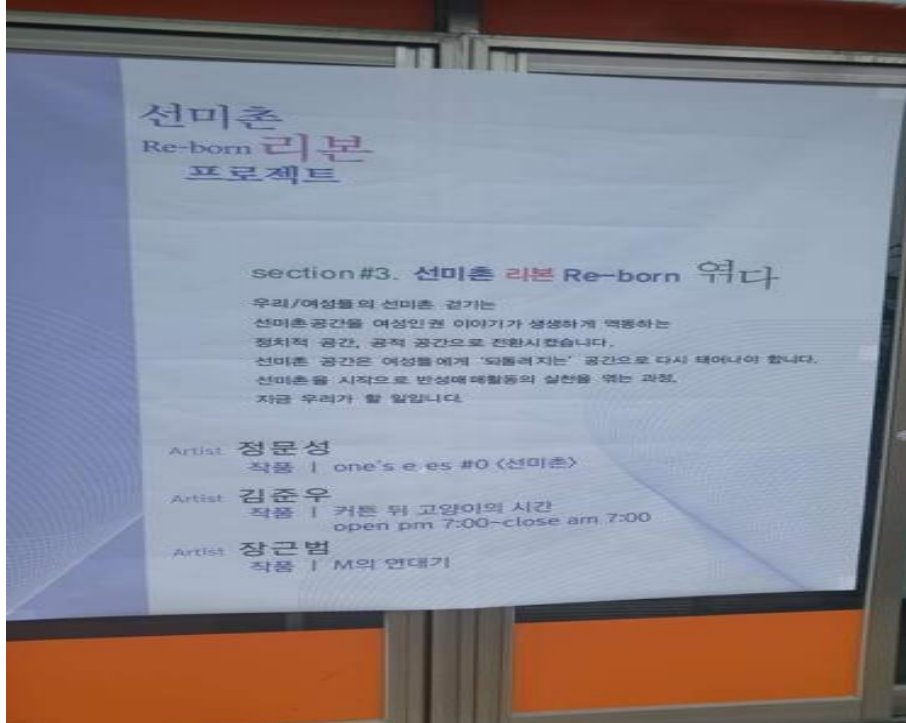 선미촌
Re-born 리본
프로젝트
section#3. 선미촌 리본 Re-born 엮다
우리/여성들의 선미촌 걷기는
선미촌공간을 여성인권 이야기가 생생하게 역동하는
정치적 공간, 공적 공간으로 전환시켰습니다.
선미촌 공간은 여성들에게 '되돌려지는' 공간으로 다시 태어나야 합니다.
선미촌을 시작으로 반성매매활동의 실천을 엮는 과정,
지금 우리가 할 일입니다.
Artist 정문성
작품 | one's e es #0 <선미촌>
Artist 김준우
작품 | 커튼 뒤 고양이의 시간
open pm 7:00~close am 7:00
Artist 장근범
작품 | M의 연대기